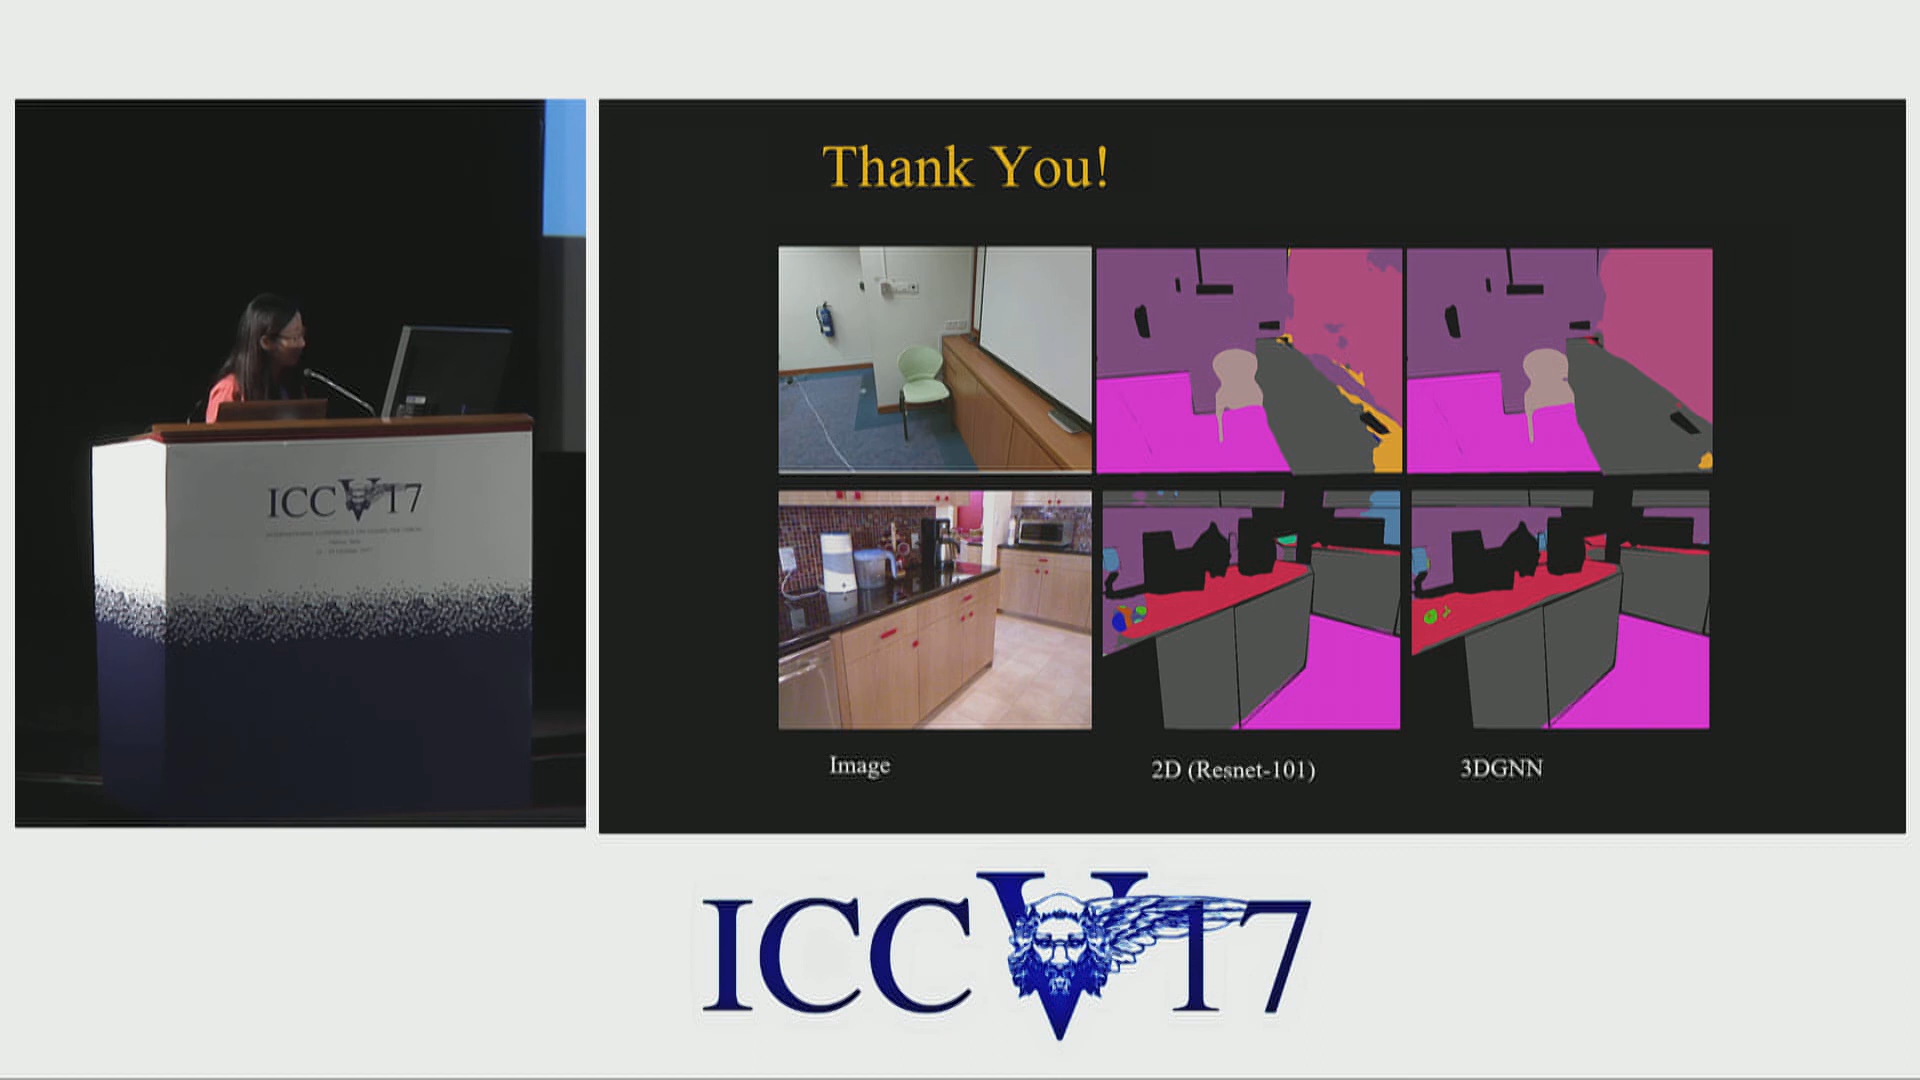 Thank You!
Image
2D (Resnet-101)
3DGNN
ICCV17
ICCV17